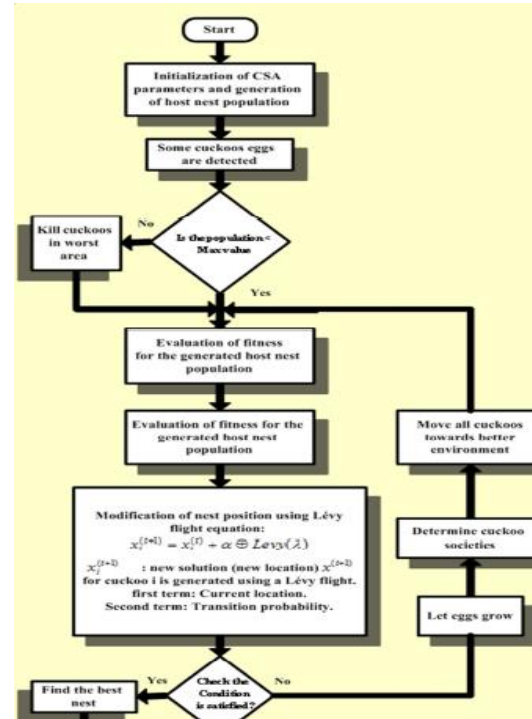 Start
Initialization of CSA
parameters and generation
of host nest population
Some cuckoos eggs
are detected
Is the population <
Max value
No
Kill cuckoos
in worst
area
Yes
Evaluation of fitness
for the generated host nest
population
Evaluation of fitness for the
generated host nest
population
Modification of nest position using Lévy
flight equation:
xᵢ⁽ᵗ⁺¹⁾ = xᵢ⁽ᵗ⁾ + α ⊕ Levy(λ)
xᵢ⁽ᵗ⁺¹⁾ : new solution (new location) x⁽ᵗ⁺¹⁾
for cuckoo i is generated using a Lévy flight.
first term: Current location.
Second term: Transition probability.
Check the
Condition
is satisfied?
Yes
Find the best
nest
No
Let eggs grow
Determine cuckoo
societies
Move all cuckoos
towards better
environment